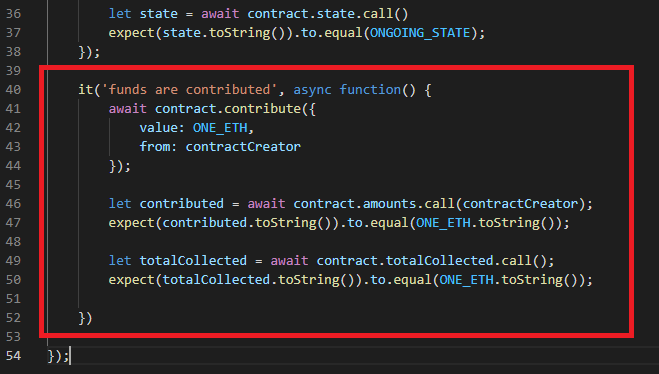 36 let state = await contract.state.call()
37 expect(state.toString()).to.equal(ONGOING_STATE);
38 });
39
40 it('funds are contributed', async function() {
41 await contract.contribute({
42 value: ONE_ETH,
43 from: contractCreator
44 });
45
46 let contributed = await contract.amounts.call(contractCreator);
47 expect(contributed.toString()).to.equal(ONE_ETH.toString());
48
49 let totalCollected = await contract.totalCollected.call();
50 expect(totalCollected.toString()).to.equal(ONE_ETH.toString());
51
52 })
53
54 });